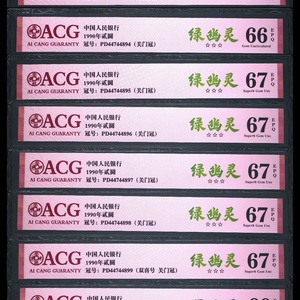 ACG
AI CANG GUARANTY
中国人民银行
1990年贰圆
冠号：PD44744894（关门冠）
绿幽灵
☆☆☆
66 EPQ
Gem Uncirculated
ACG
AI CANG GUARANTY
中国人民银行
1990年贰圆
冠号：PD44744895（关门冠）
绿幽灵
☆☆☆
67 EPQ
Superb Gem Unc
ACG
AI CANG GUARANTY
中国人民银行
1990年贰圆
冠号：PD44744896（关门冠）
绿幽灵
☆☆☆
67 EPQ
Superb Gem Unc
ACG
AI CANG GUARANTY
中国人民银行
1990年贰圆
冠号：PD44744897（关门冠）
绿幽灵
☆☆☆
67 EPQ
Superb Gem Unc
ACG
AI CANG GUARANTY
中国人民银行
1990年贰圆
冠号：PD44744898（关门冠）
绿幽灵
☆☆☆
67 EPQ
Superb Gem Unc
ACG
AI CANG GUARANTY
中国人民银行
1990年贰圆
冠号：PD44744899（双喜号 关门冠）
绿幽灵
☆☆☆
67 EPQ
Superb Gem Unc